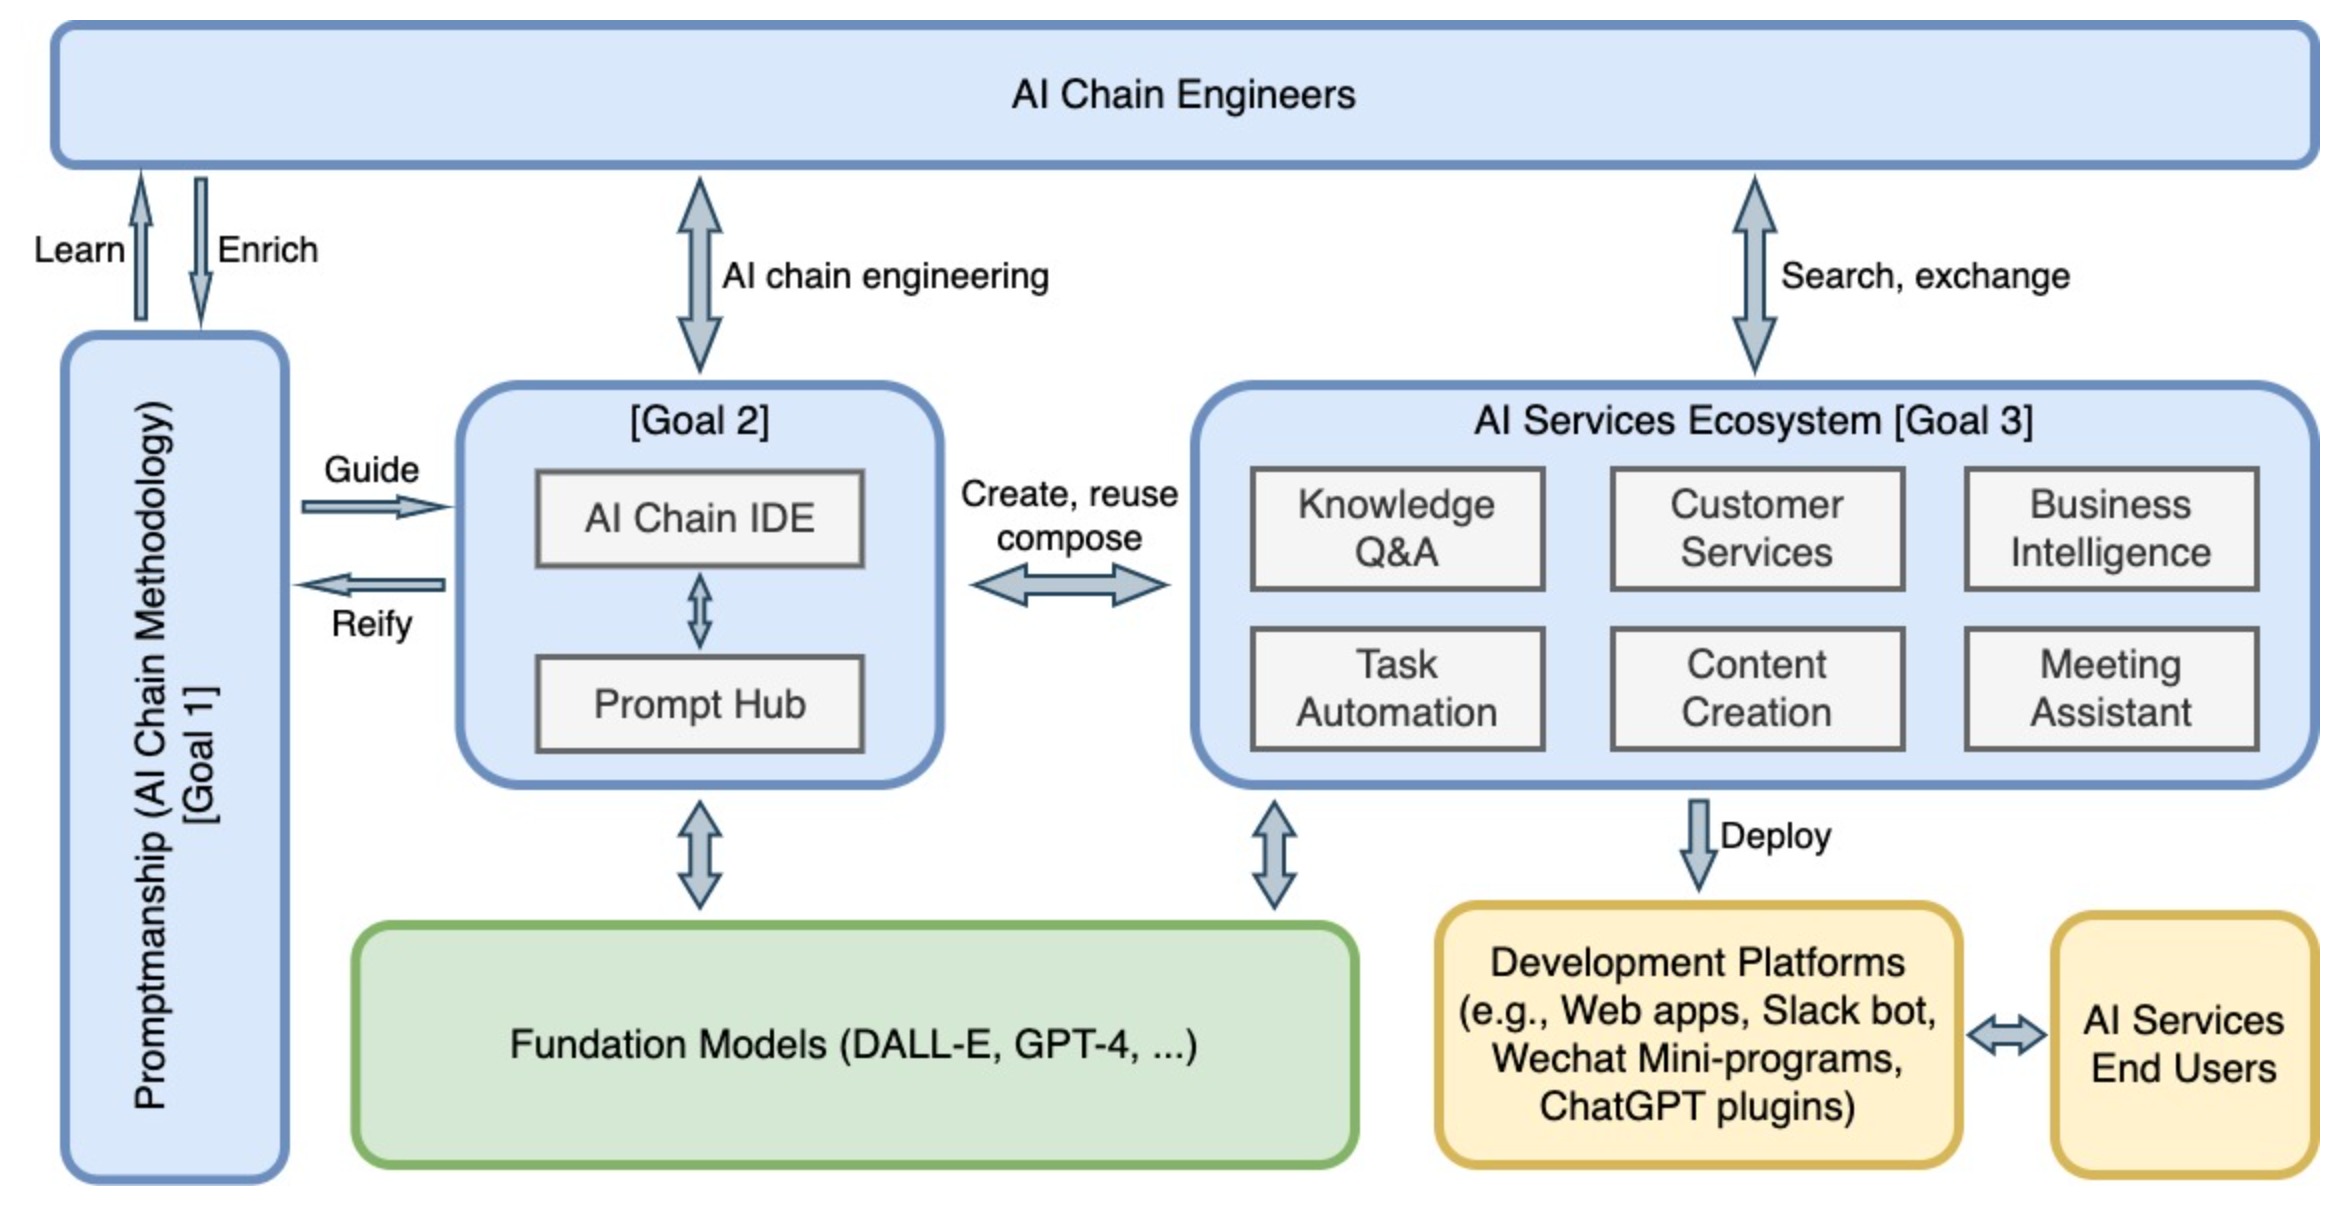 AI Chain Engineers
Learn
Enrich
AI chain engineering
Search, exchange
Promptmanship (AI Chain Methodology)
[Goal 1]
Guide
Reify
[Goal 2]
AI Chain IDE
Prompt Hub
Create, reuse
compose
AI Services Ecosystem [Goal 3]
Knowledge
Q&A
Customer
Services
Business
Intelligence
Task
Automation
Content
Creation
Meeting
Assistant
Deploy
Fundation Models (DALL-E, GPT-4, ...)
Development Platforms
(e.g., Web apps, Slack bot,
Wechat Mini-programs,
ChatGPT plugins)
AI Services
End Users